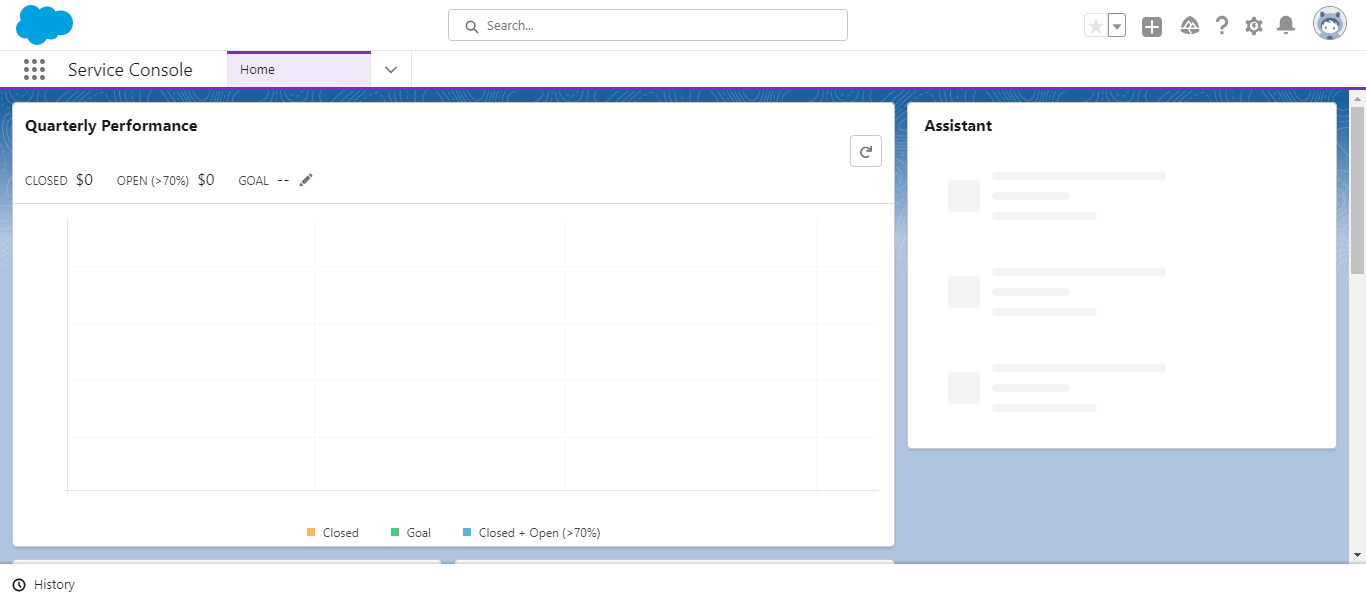 Search...
Service Console
Home
Quarterly Performance
CLOSED $0 OPEN (>70%) $0 GOAL --
Closed Goal Closed + Open (>70%)
Assistant
History